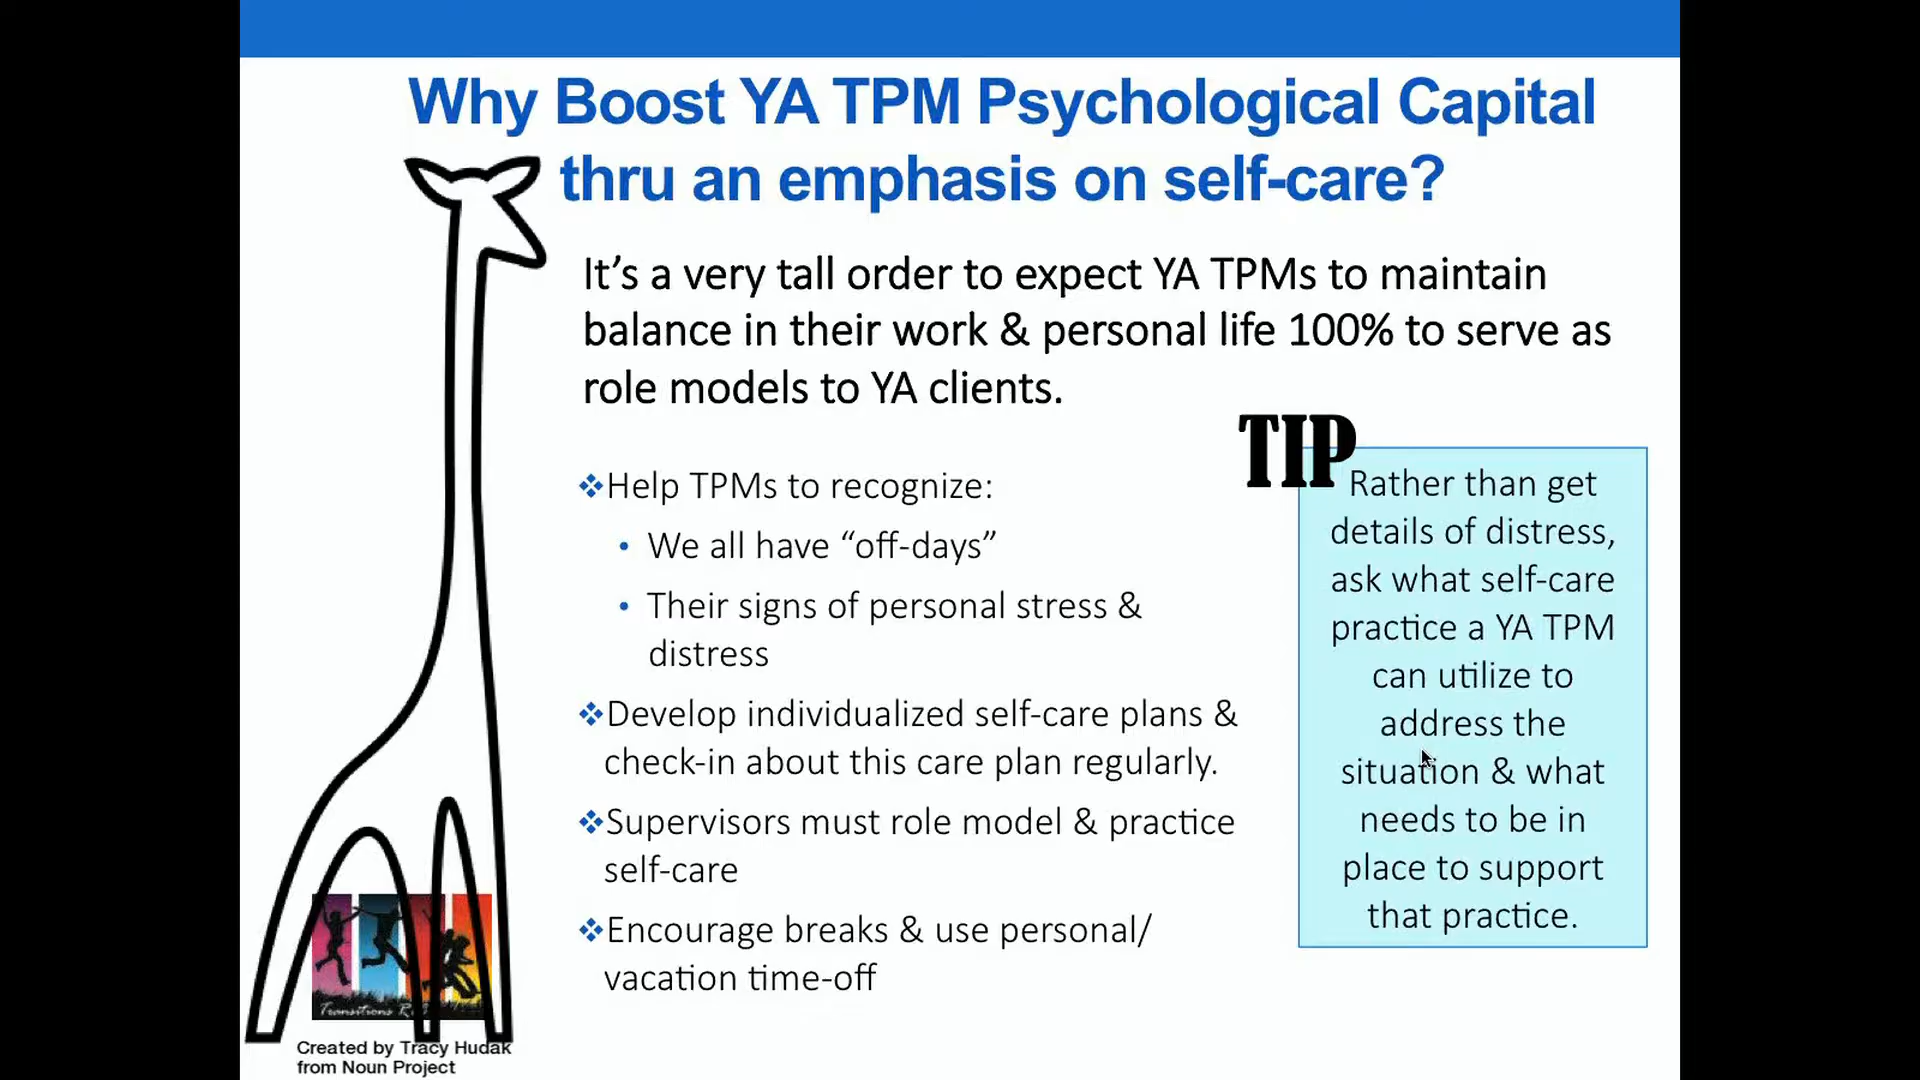 Why Boost YA TPM Psychological Capital
thru an emphasis on self-care?
It’s a very tall order to expect YA TPMs to maintain
balance in their work & personal life 100% to serve as
role models to YA clients.
❖Help TPMs to recognize:
• We all have “off-days”
• Their signs of personal stress &
distress
❖Develop individualized self-care plans &
check-in about this care plan regularly.
❖Supervisors must role model & practice
self-care
❖Encourage breaks & use personal/
vacation time-off
TIP
Rather than get
details of distress,
ask what self-care
practice a YA TPM
can utilize to
address the
situation & what
needs to be in
place to support
that practice.
Transitions
Created by Tracy Hudak
from Noun Project